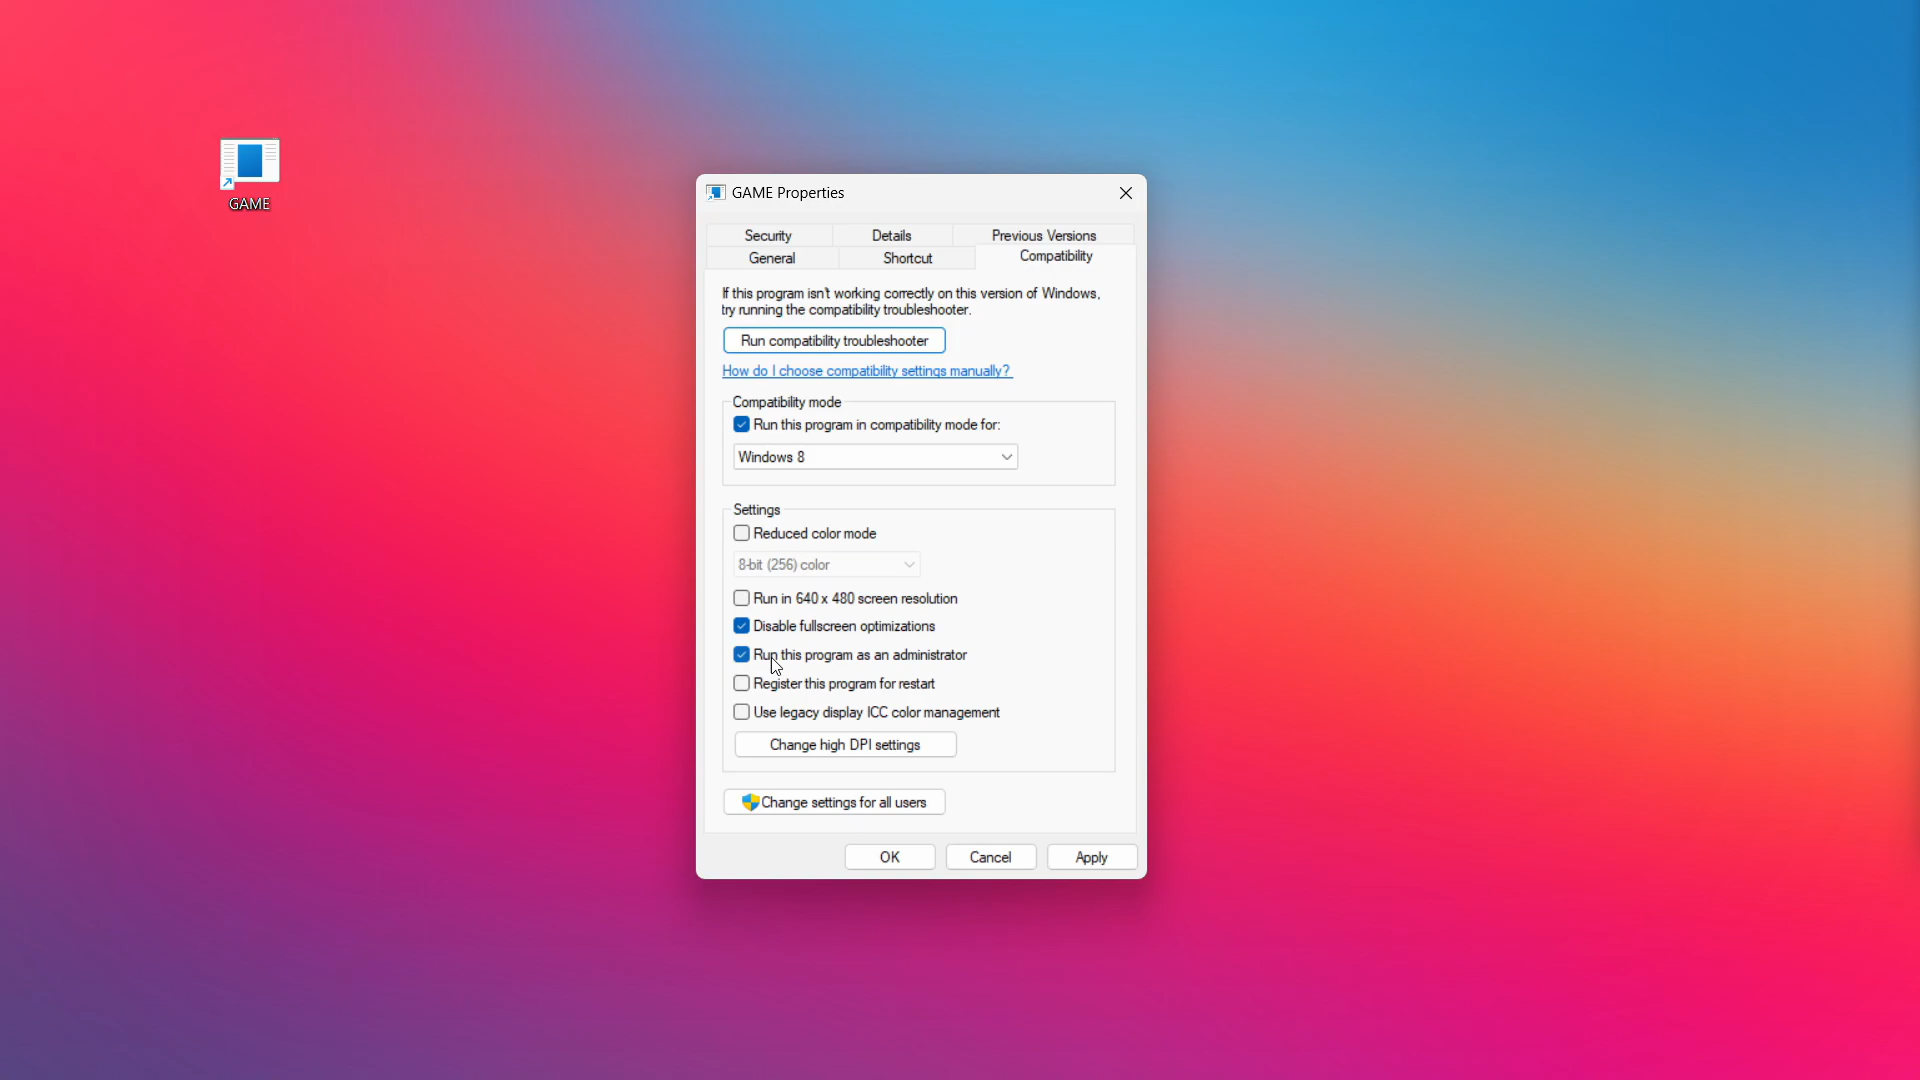 GAME
GAME Properties
Security Details Previous Versions
General Shortcut Compatibility
If this program isn't working correctly on this version of Windows,
try running the compatibility troubleshooter.
Run compatibility troubleshooter
How do I choose compatibility settings manually?
Compatibility mode
Run this program in compatibility mode for:
Windows 8
Settings
Reduced color mode
8-bit (256) color
Run in 640 x 480 screen resolution
Disable fullscreen optimizations
Run this program as an administrator
Register this program for restart
Use legacy display ICC color management
Change high DPI settings
Change settings for all users
OK Cancel Apply